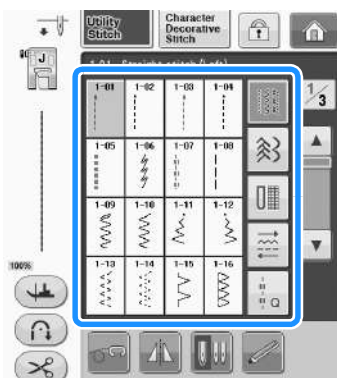 Utility Stitch
Character Decorative Stitch
J
1-01 Straight stitch (Left)
1/3
1-01 1-02 1-03 1-04
1-05 1-06 1-07 1-08
1-09 1-10 1-11 1-12
1-13 1-14 1-15 1-16
Q
100%